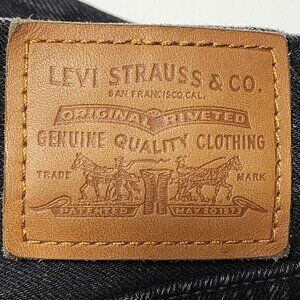 LEVI STRAUSS & CO.
SAN FRANCISCO, CAL.
ORIGINAL RIVETED
GENUINE QUALITY CLOTHING
TRADE MARK
PATENTED MAY 20 1873